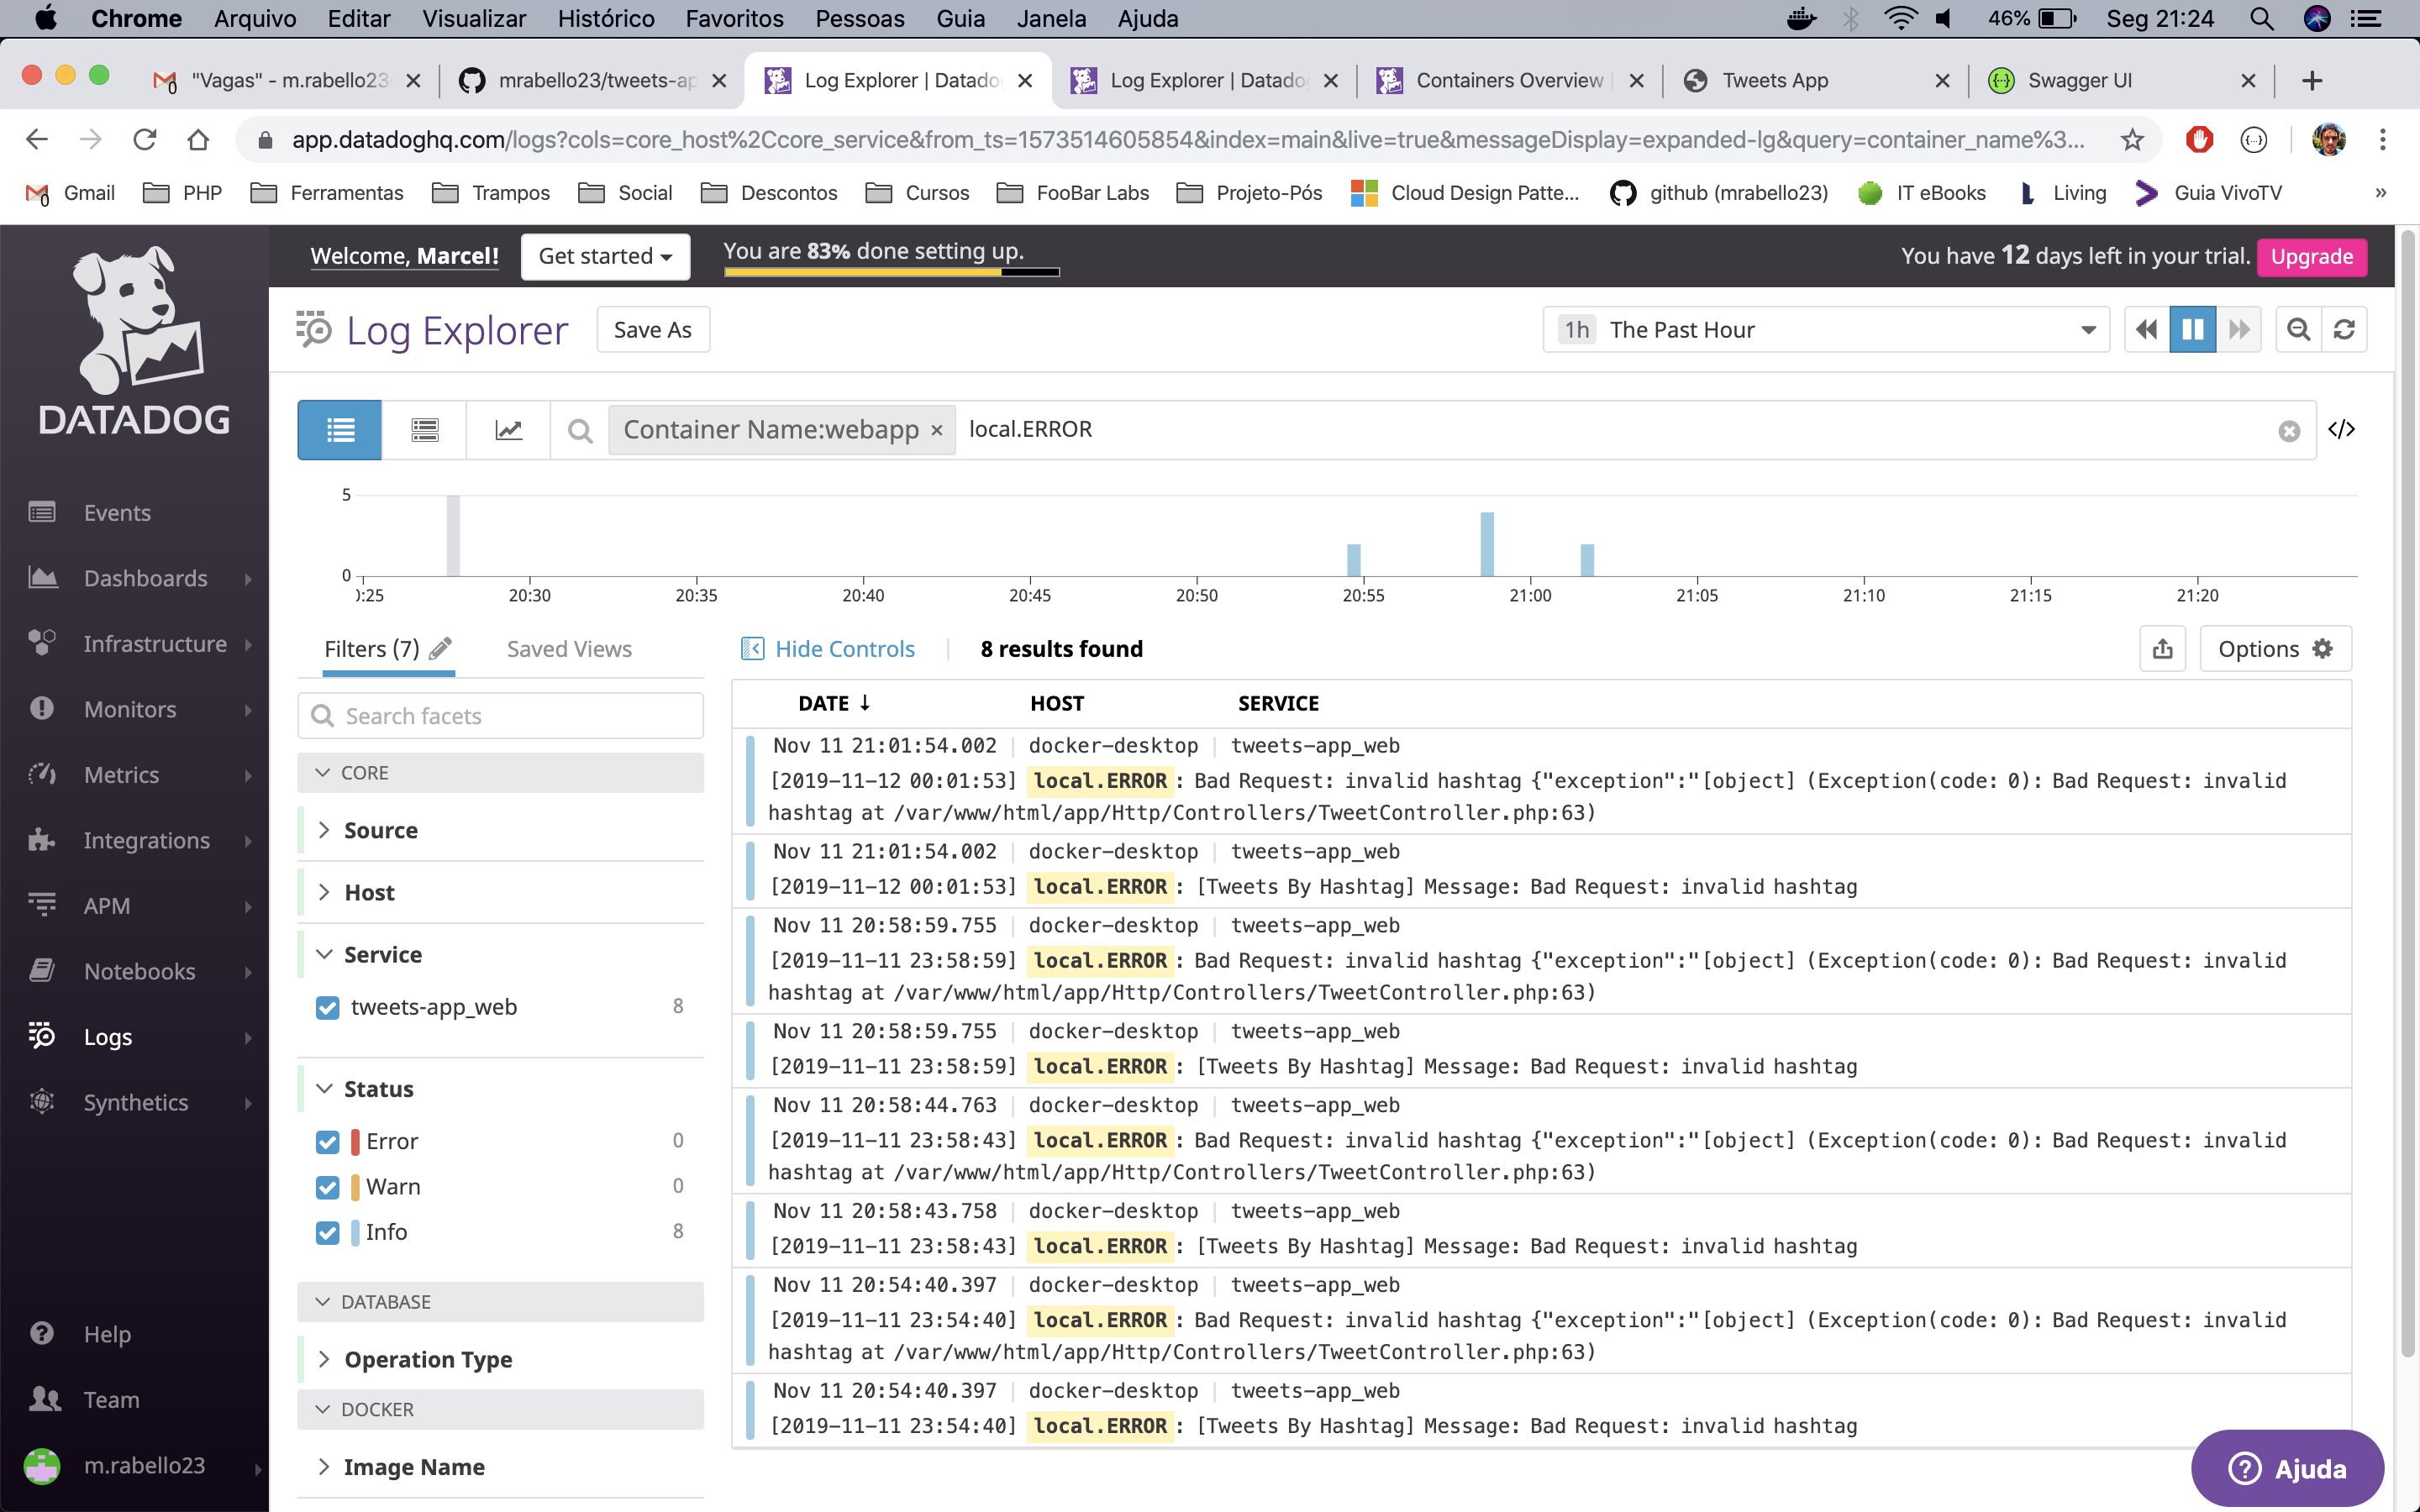 Chrome Arquivo Editar Visualizar Histórico Favoritos Pessoas Guia Janela Ajuda 46% Seg 21:24
"Vagas" - m.rabello23 mrabello23/tweets-ap Log Explorer | Datado Log Explorer | Datado Containers Overview | Tweets App Swagger UI
app.datadoghq.com/logs?cols=core_host%2Ccore_service&from_ts=1573514605854&index=main&live=true&messageDisplay=expanded-lg&query=container_name%3...
Gmail PHP Ferramentas Trampos Social Descontos Cursos FooBar Labs Projeto-Pós Cloud Design Patte... github (mrabello23) IT eBooks Living Guia VivoTV »
Welcome, Marcel! Get started You are 83% done setting up. You have 12 days left in your trial. Upgrade
DATADOG
Events
Dashboards
Infrastructure
Monitors
Metrics
Integrations
APM
Notebooks
Logs
Synthetics
Help
Team
m.rabello23
Log Explorer Save As 1h The Past Hour
Container Name:webapp × local.ERROR </>
5
0
):25 20:30 20:35 20:40 20:45 20:50 20:55 21:00 21:05 21:10 21:15 21:20
Filters (7) Saved Views Hide Controls 8 results found Options
Search facets
CORE
Source
Host
Service
tweets-app_web 8
Status
Error 0
Warn 0
Info 8
DATABASE
Operation Type
DOCKER
Image Name
DATE ↓ HOST SERVICE
Nov 11 21:01:54.002 | docker-desktop | tweets-app_web
[2019-11-12 00:01:53] local.ERROR: Bad Request: invalid hashtag {"exception":"[object] (Exception(code: 0): Bad Request: invalid
hashtag at /var/www/html/app/Http/Controllers/TweetController.php:63)
Nov 11 21:01:54.002 | docker-desktop | tweets-app_web
[2019-11-12 00:01:53] local.ERROR: [Tweets By Hashtag] Message: Bad Request: invalid hashtag
Nov 11 20:58:59.755 | docker-desktop | tweets-app_web
[2019-11-11 23:58:59] local.ERROR: Bad Request: invalid hashtag {"exception":"[object] (Exception(code: 0): Bad Request: invalid
hashtag at /var/www/html/app/Http/Controllers/TweetController.php:63)
Nov 11 20:58:59.755 | docker-desktop | tweets-app_web
[2019-11-11 23:58:59] local.ERROR: [Tweets By Hashtag] Message: Bad Request: invalid hashtag
Nov 11 20:58:44.763 | docker-desktop | tweets-app_web
[2019-11-11 23:58:43] local.ERROR: Bad Request: invalid hashtag {"exception":"[object] (Exception(code: 0): Bad Request: invalid
hashtag at /var/www/html/app/Http/Controllers/TweetController.php:63)
Nov 11 20:58:43.758 | docker-desktop | tweets-app_web
[2019-11-11 23:58:43] local.ERROR: [Tweets By Hashtag] Message: Bad Request: invalid hashtag
Nov 11 20:54:40.397 | docker-desktop | tweets-app_web
[2019-11-11 23:54:40] local.ERROR: Bad Request: invalid hashtag {"exception":"[object] (Exception(code: 0): Bad Request: invalid
hashtag at /var/www/html/app/Http/Controllers/TweetController.php:63)
Nov 11 20:54:40.397 | docker-desktop | tweets-app_web
[2019-11-11 23:54:40] local.ERROR: [Tweets By Hashtag] Message: Bad Request: invalid hashtag
Ajuda